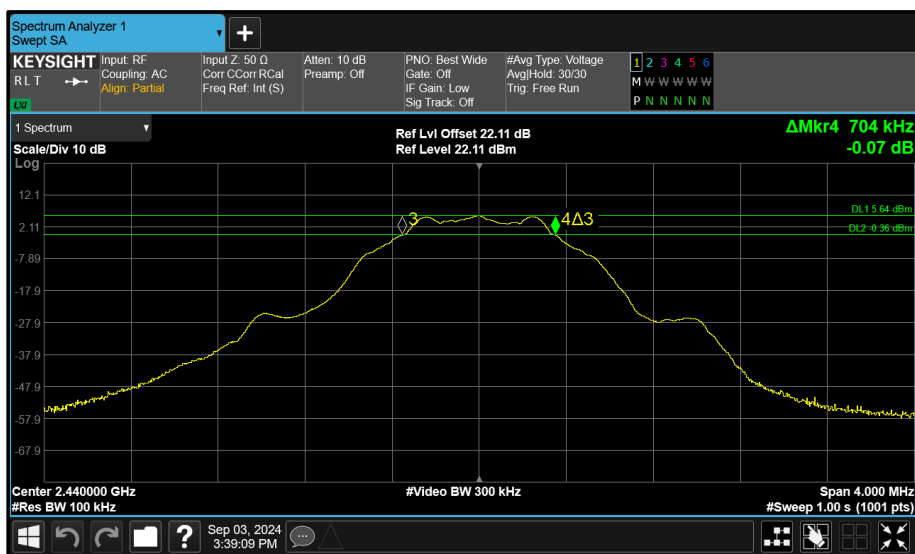 Spectrum Analyzer 1
Swept SA
KEYSIGHT
R L T
LXI
Input: RF
Coupling: AC
Align: Partial
Input Z: 50 Ω
Corr CCorr RCal
Freq Ref: Int (S)
Atten: 10 dB
Preamp: Off
PNO: Best Wide
Gate: Off
IF Gain: Low
Sig Track: Off
#Avg Type: Voltage
Avg|Hold: 30/30
Trig: Free Run
1 2 3 4 5 6
M W W W W W
P N N N N N
1 Spectrum
Scale/Div 10 dB
Log
Ref Lvl Offset 22.11 dB
Ref Level 22.11 dBm
ΔMkr4 704 kHz
-0.07 dB
12.1
2.11
-7.89
-17.9
-27.9
-37.9
-47.9
-57.9
-67.9
3
4Δ3
DL1 5.64 dBm
DL2 -0.36 dBm
Center 2.440000 GHz
#Res BW 100 kHz
#Video BW 300 kHz
Span 4.000 MHz
#Sweep 1.00 s (1001 pts)
?
Sep 03, 2024
3:39:09 PM